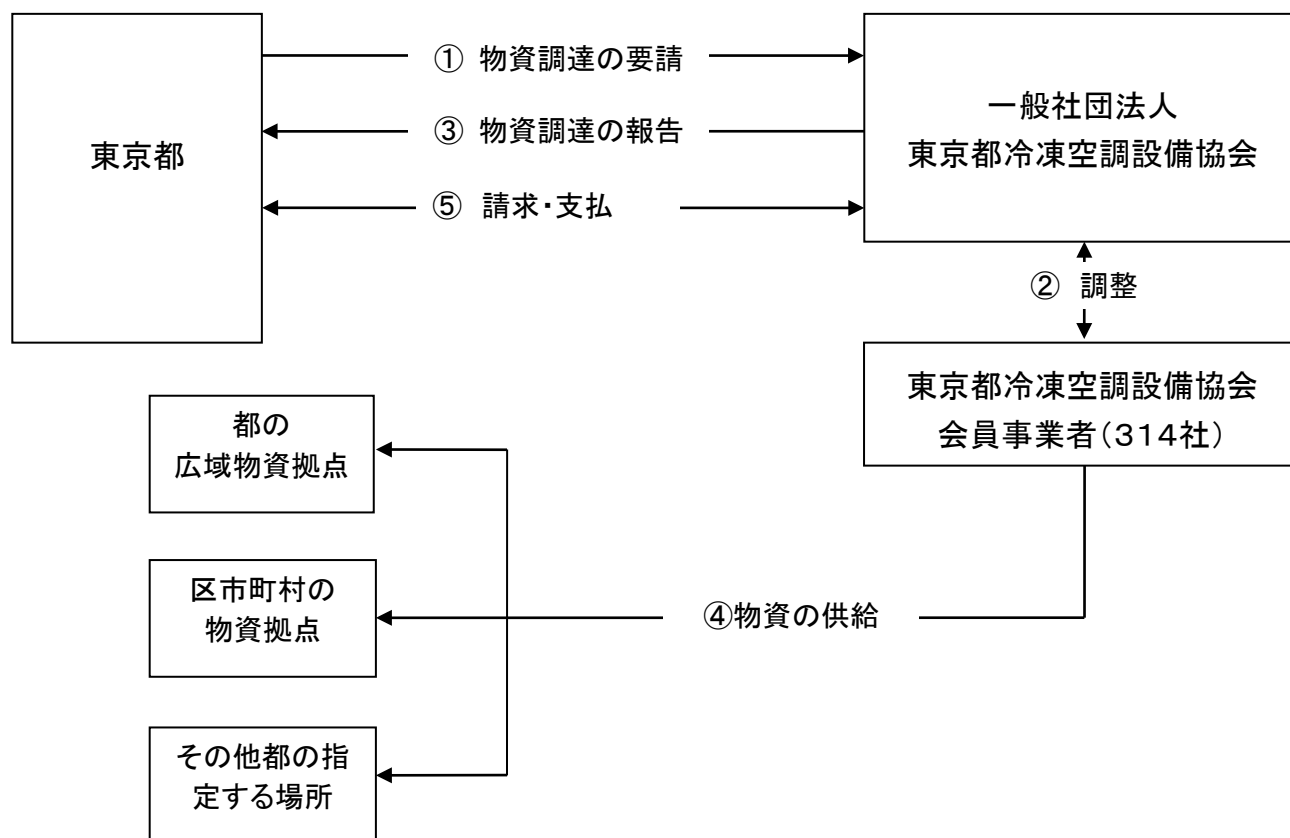 東京都
① 物資調達の要請
③ 物資調達の報告
⑤ 請求・支払
一般社団法人
東京都冷凍空調設備協会
② 調整
東京都冷凍空調設備協会
会員事業者(314社)
都の
広域物資拠点
区市町村の
物資拠点
④物資の供給
その他都の指
定する場所